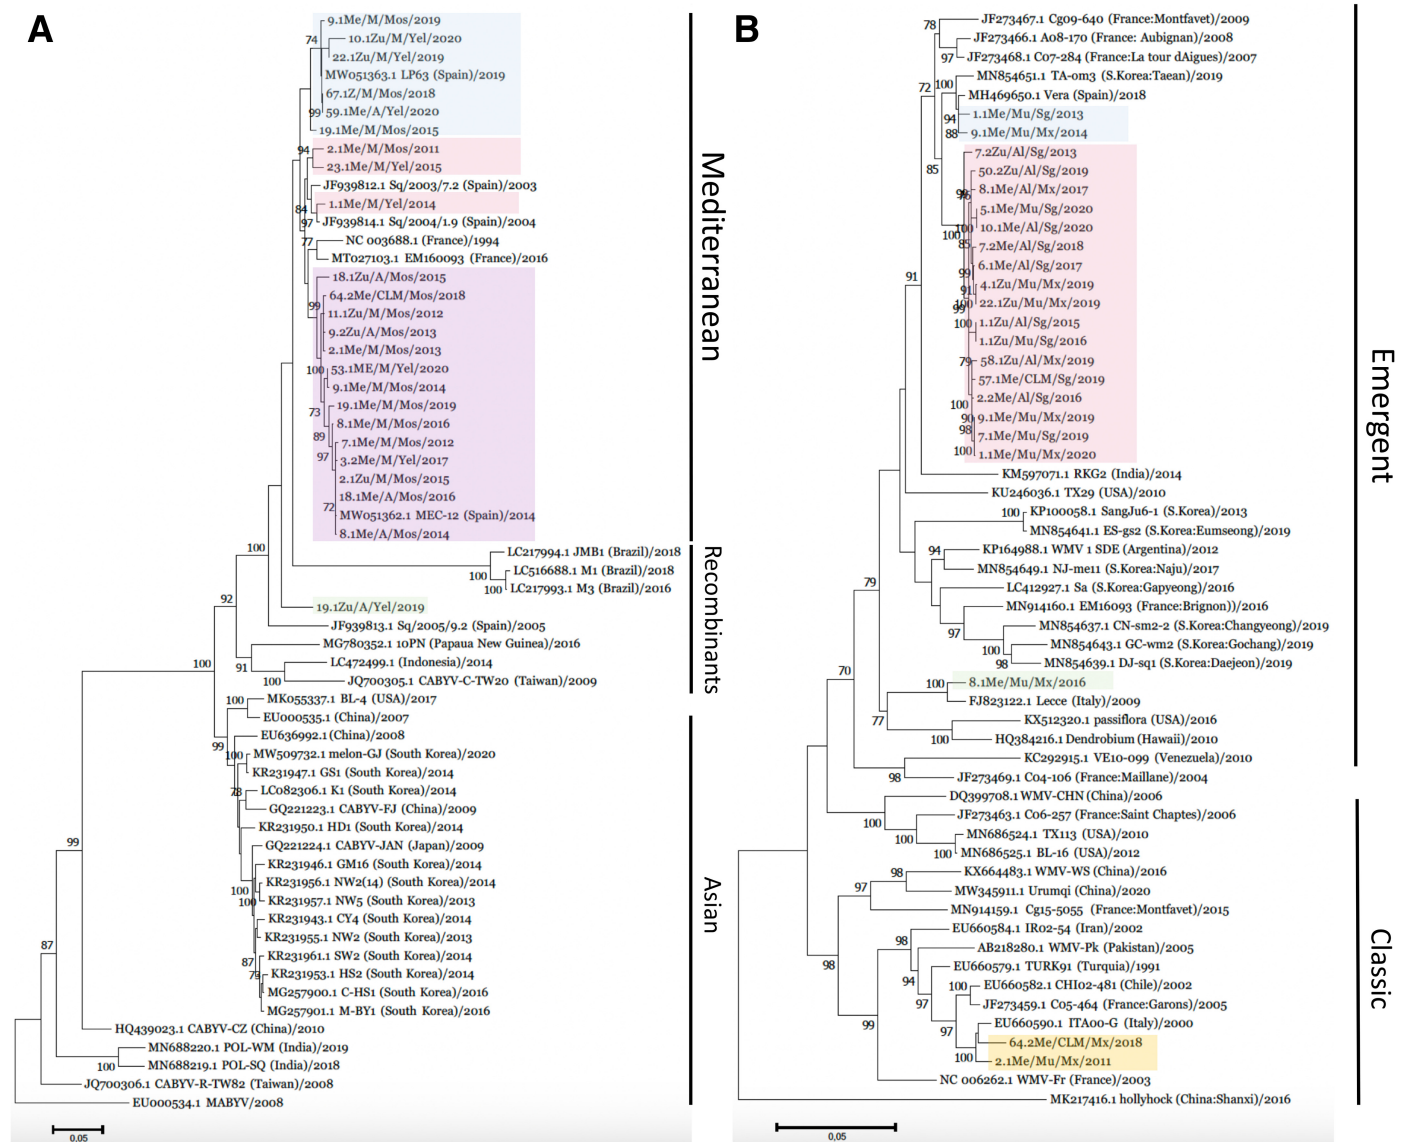 A
9.1Me/M/Mos/2019
74
10.1Zu/M/Yel/2020
22.1Zu/M/Yel/2019
MW051363.1 LP63 (Spain)/2019
67.1Z/M/Mos/2018
99
59.1Me/A/Yel/2020
19.1Me/M/Mos/2015
94
2.1Me/M/Mos/2011
23.1Me/M/Yel/2015
JF939812.1 Sq/2003/7.2 (Spain)/2003
84
1.1Me/M/Yel/2014
97
JF939814.1 Sq/2004/1.9 (Spain)/2004
77
NC 003688.1 (France)/1994
MT027103.1 EM160093 (France)/2016
18.1Zu/A/Mos/2015
64.2Me/CLM/Mos/2018
99
11.1Zu/M/Mos/2012
9.2Zu/A/Mos/2013
2.1Me/M/Mos/2013
100
53.1ME/M/Yel/2020
9.1Me/M/Mos/2014
73
19.1Me/M/Mos/2019
8.1Me/M/Mos/2016
89
7.1Me/M/Mos/2012
97
3.2Me/M/Yel/2017
2.1Zu/M/Mos/2015
18.1Me/A/Mos/2016
72
MW051362.1 MEC-12 (Spain)/2014
8.1Me/A/Mos/2014
Mediterranean
LC217994.1 JMB1 (Brazil)/2018
100
LC516688.1 M1 (Brazil)/2018
100
LC217993.1 M3 (Brazil)/2016
100
92
19.1Zu/A/Yel/2019
JF939813.1 Sq/2005/9.2 (Spain)/2005
MG780352.1 10PN (Papua New Guinea)/2016
100
91
LC472499.1 (Indonesia)/2014
100
JQ700305.1 CABYV-C-TW20 (Taiwan)/2009
Recombinants
100
MK055337.1 BL-4 (USA)/2017
EU000535.1 (China)/2007
99
EU636992.1 (China)/2008
100
MW509732.1 melon-GJ (South Korea)/2020
KR231947.1 GS1 (South Korea)/2014
78
LC082306.1 K1 (South Korea)/2014
GQ221223.1 CABYV-FJ (China)/2009
KR231950.1 HD1 (South Korea)/2014
99
GQ221224.1 CABYV-JAN (Japan)/2009
KR231946.1 GM16 (South Korea)/2014
100
KR231956.1 NW2(14) (South Korea)/2014
100
KR231957.1 NW5 (South Korea)/2013
KR231943.1 CY4 (South Korea)/2014
KR231955.1 NW2 (South Korea)/2013
87
87
KR231961.1 SW2 (South Korea)/2014
73
KR231953.1 HS2 (South Korea)/2014
MG257900.1 C-HS1 (South Korea)/2016
MG257901.1 M-BY1 (South Korea)/2016
Asian
HQ439023.1 CABYV-CZ (China)/2010
MN688220.1 POL-WM (India)/2019
100
MN688219.1 POL-SQ (India)/2018
JQ700306.1 CABYV-R-TW82 (Taiwan)/2008
EU000534.1 MABYV/2008
0.05
B
78
JF273467.1 Cg09-640 (France:Montfavet)/2009
JF273466.1 A08-170 (France: Aubignan)/2008
97
JF273468.1 C07-284 (France:La tour dAigues)/2007
72
100
MN854651.1 TA-om3 (S.Korea:Taean)/2019
MH469650.1 Vera (Spain)/2018
94
1.1Me/Mu/Sg/2013
88
9.1Me/Mu/Mx/2014
85
7.2Zu/Al/Sg/2013
50.2Zu/Al/Sg/2019
8.1Me/Al/Mx/2017
5.1Me/Mu/Sg/2020
100
100
10.1Me/Al/Sg/2020
85
7.2Me/Al/Sg/2018
99
6.1Me/Al/Sg/2017
91
91
4.1Zu/Mu/Mx/2019
100
99
22.1Zu/Mu/Mx/2019
100
1.1Zu/Al/Sg/2015
1.1Zu/Mu/Sg/2016
79
58.1Zu/Al/Mx/2019
57.1Me/CLM/Sg/2019
100
2.2Me/Al/Sg/2016
90
9.1Me/Mu/Mx/2019
98
7.1Me/Mu/Sg/2019
100
1.1Me/Mu/Mx/2020
KM597071.1 RKG2 (India)/2014
KU246036.1 TX29 (USA)/2010
100
KP100058.1 SangJu6-1 (S.Korea)/2013
MN854641.1 ES-gs2 (S.Korea:Eumseong)/2019
94
KP164988.1 WMV 1 SDE (Argentina)/2012
MN854649.1 NJ-me11 (S.Korea:Naju)/2017
79
LC412927.1 Sa (S.Korea:Gapyeong)/2016
MN914160.1 EM16093 (France:Brignon))/2016
97
MN854637.1 CN-sm2-2 (S.Korea:Changyeong)/2019
100
MN854643.1 GC-wm2 (S.Korea:Gochang)/2019
98
MN854639.1 DJ-sq1 (S.Korea:Daejeon)/2019
70
100
8.1Me/Mu/Mx/2016
FJ823122.1 Lecce (Italy)/2009
77
KX512320.1 passiflora (USA)/2016
100
HQ384216.1 Dendrobium (Hawaii)/2010
KC292915.1 VE10-099 (Venezuela)/2010
98
JF273469.1 C04-106 (France:Maillane)/2004
Emergent
DQ399708.1 WMV-CHN (China)/2006
100
JF273463.1 C06-257 (France:Saint Chaptes)/2006
100
MN686524.1 TX113 (USA)/2010
100
MN686525.1 BL-16 (USA)/2012
98
KX664483.1 WMV-WS (China)/2016
97
MW345911.1 Urumqi (China)/2020
MN914159.1 Cg15-5055 (France:Montfavet)/2015
98
EU660584.1 IR02-54 (Iran)/2002
98
AB218280.1 WMV-Pk (Pakistan)/2005
94
EU660579.1 TURK91 (Turquia)/1991
97
100
EU660582.1 CHI02-481 (Chile)/2002
JF273459.1 C05-464 (France:Garons)/2005
99
97
EU660590.1 ITA00-G (Italy)/2000
64.2Me/CLM/Mx/2018
100
2.1Me/Mu/Mx/2011
NC 006262.1 WMV-Fr (France)/2003
MK217416.1 hollyhock (China:Shanxi)/2016
Classic
0,05